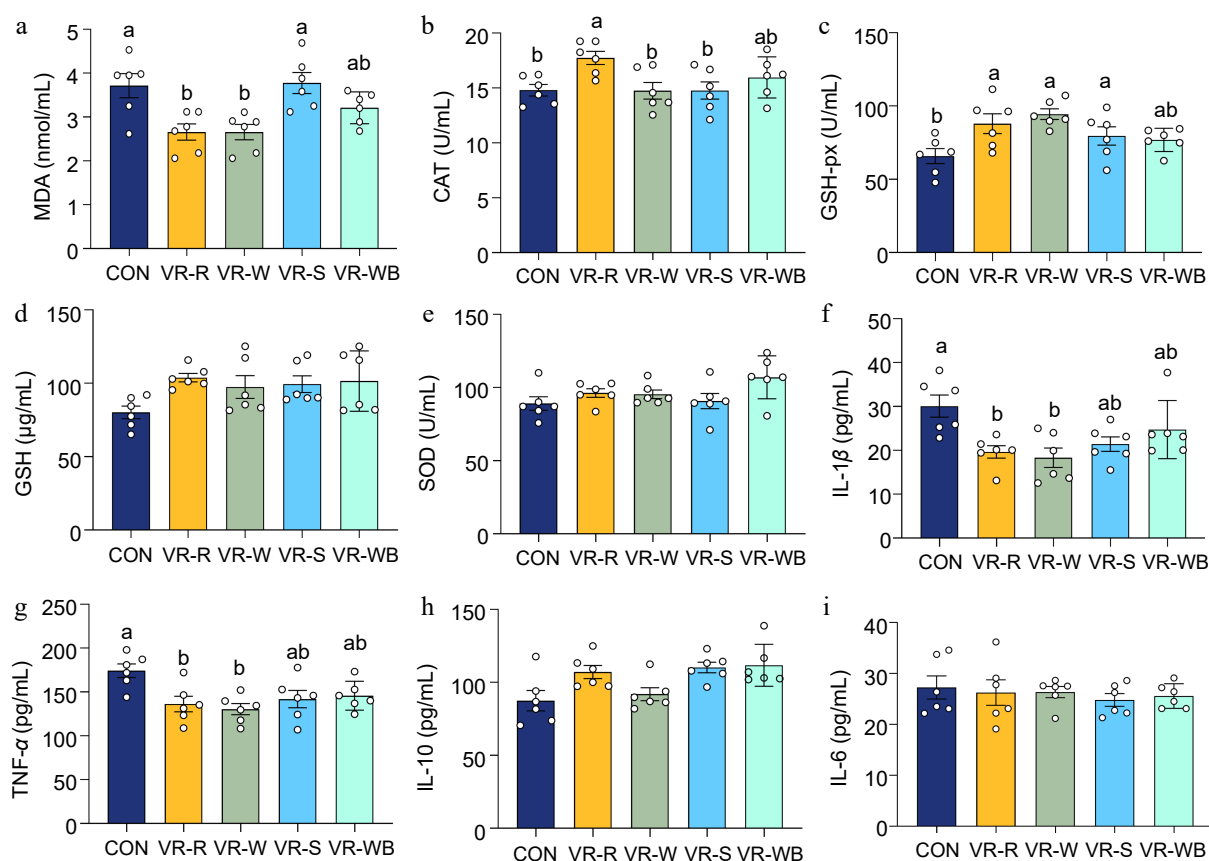 a
MDA (nmol/mL)
5
4
3
2
1
0
a
b
b
a
ab
CON VR-R VR-W VR-S VR-WB
b
CAT (U/mL)
20
15
10
5
0
b
a
b
b
ab
CON VR-R VR-W VR-S VR-WB
c
GSH-px (U/mL)
150
100
50
0
b
a
a
a
ab
CON VR-R VR-W VR-S VR-WB
d
GSH (µg/mL)
150
100
50
0
CON VR-R VR-W VR-S VR-WB
e
SOD (U/mL)
150
100
50
0
CON VR-R VR-W VR-S VR-WB
f
IL-1β (pg/mL)
50
40
30
20
10
0
a
b
b
ab
ab
CON VR-R VR-W VR-S VR-WB
g
TNF-α (pg/mL)
250
200
150
100
50
0
a
b
b
ab
ab
CON VR-R VR-W VR-S VR-WB
h
IL-10 (pg/mL)
150
100
50
0
CON VR-R VR-W VR-S VR-WB
i
IL-6 (pg/mL)
40
30
20
10
0
CON VR-R VR-W VR-S VR-WB